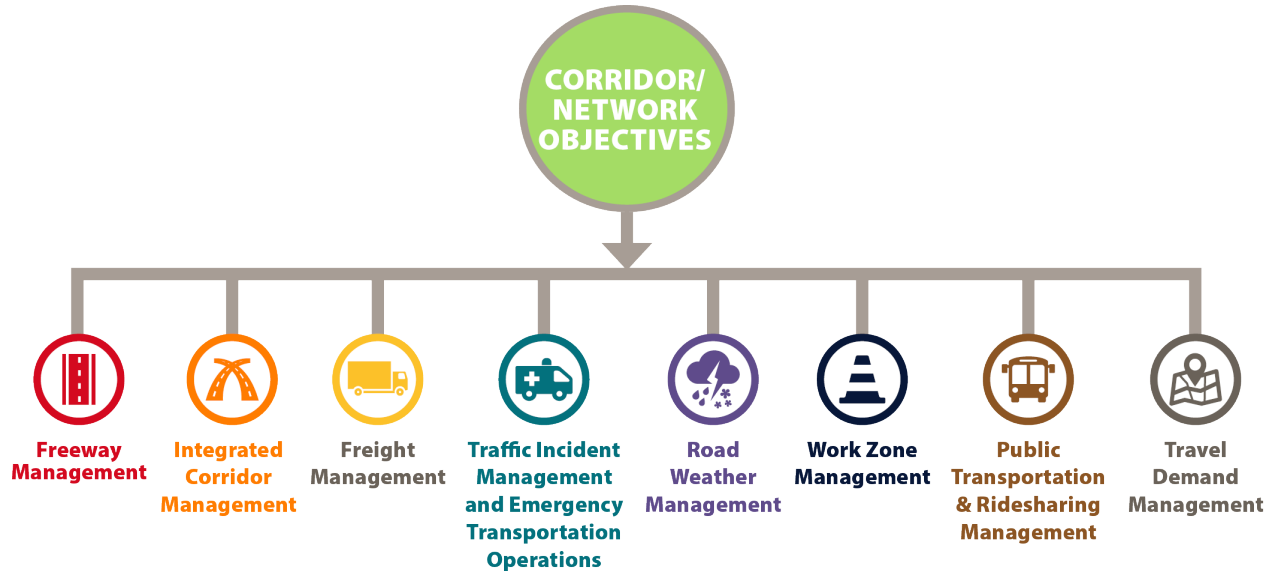 CORRIDOR/
NETWORK
OBJECTIVES
Freeway
Management
Integrated
Corridor
Management
Freight
Management
Traffic Incident
Management
and Emergency
Transportation
Operations
Road
Weather
Management
Work Zone
Management
Public
Transportation
& Ridesharing
Management
Travel
Demand
Management